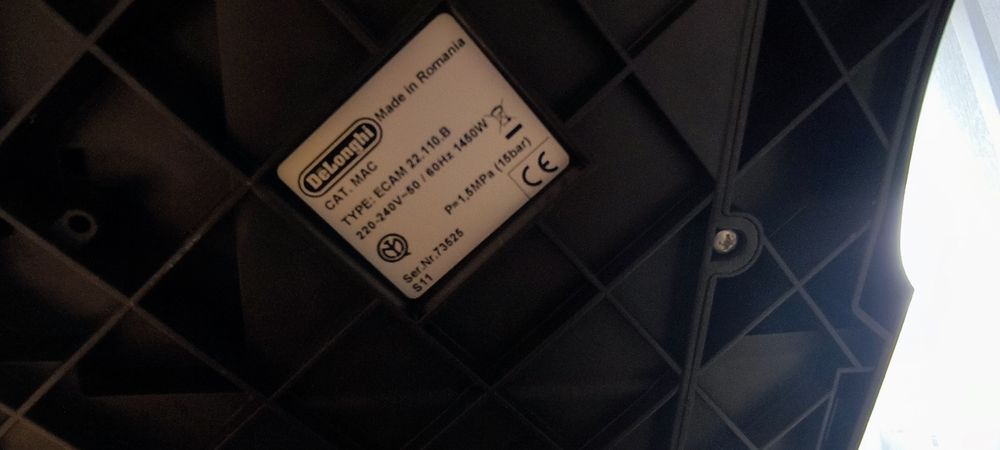 DeLonghi Made in Romania
CAT. MAC
TYPE: ECAM 22.110.B
220-240V~50 / 60Hz 1450W
P=1,5MPa (15bar)
CE
Ser.Nr.73525
S11